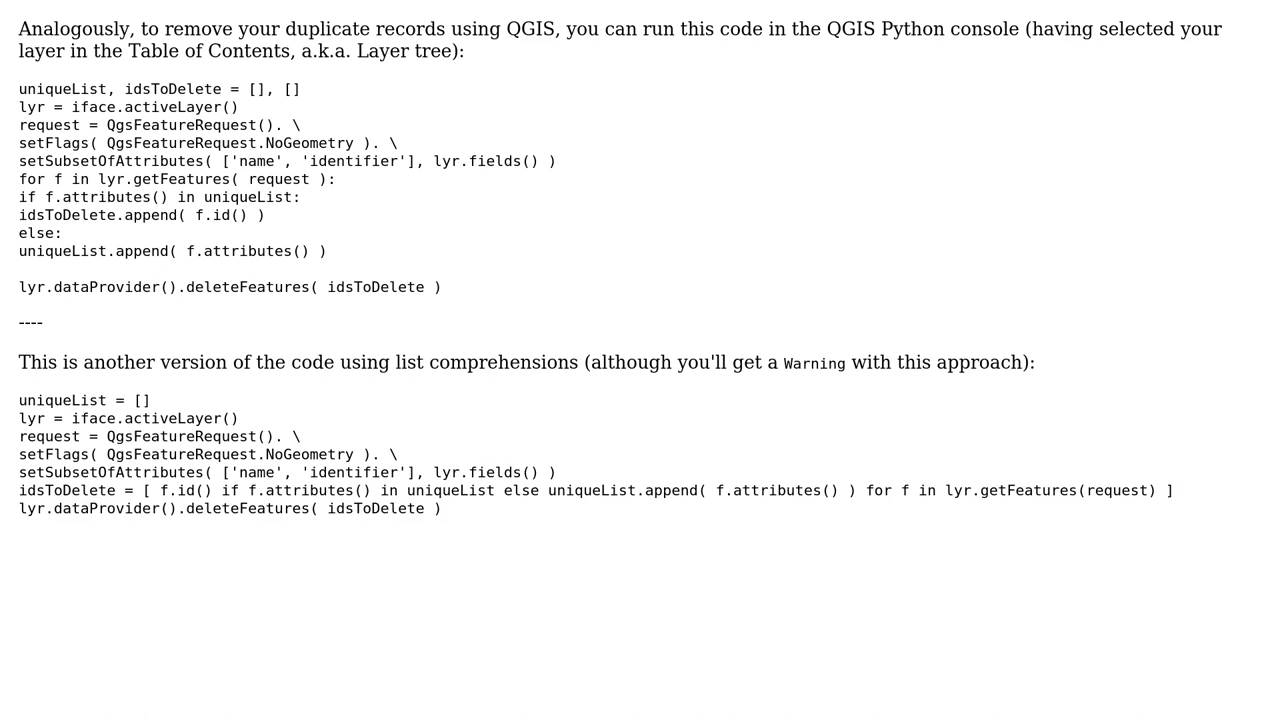 Analogously, to remove your duplicate records using QGIS, you can run this code in the QGIS Python console (having selected your
layer in the Table of Contents, a.k.a. Layer tree):
uniqueList, idsToDelete = [], []
lyr = iface.activeLayer()
request = QgsFeatureRequest(). \
setFlags( QgsFeatureRequest.NoGeometry ). \
setSubsetOfAttributes( ['name', 'identifier'], lyr.fields() )
for f in lyr.getFeatures( request ):
if f.attributes() in uniqueList:
idsToDelete.append( f.id() )
else:
uniqueList.append( f.attributes() )
lyr.dataProvider().deleteFeatures( idsToDelete )
----
This is another version of the code using list comprehensions (although you'll get a Warning with this approach):
uniqueList = []
lyr = iface.activeLayer()
request = QgsFeatureRequest(). \
setFlags( QgsFeatureRequest.NoGeometry ). \
setSubsetOfAttributes( ['name', 'identifier'], lyr.fields() )
idsToDelete = [ f.id() if f.attributes() in uniqueList else uniqueList.append( f.attributes() ) for f in lyr.getFeatures(request) ]
lyr.dataProvider().deleteFeatures( idsToDelete )